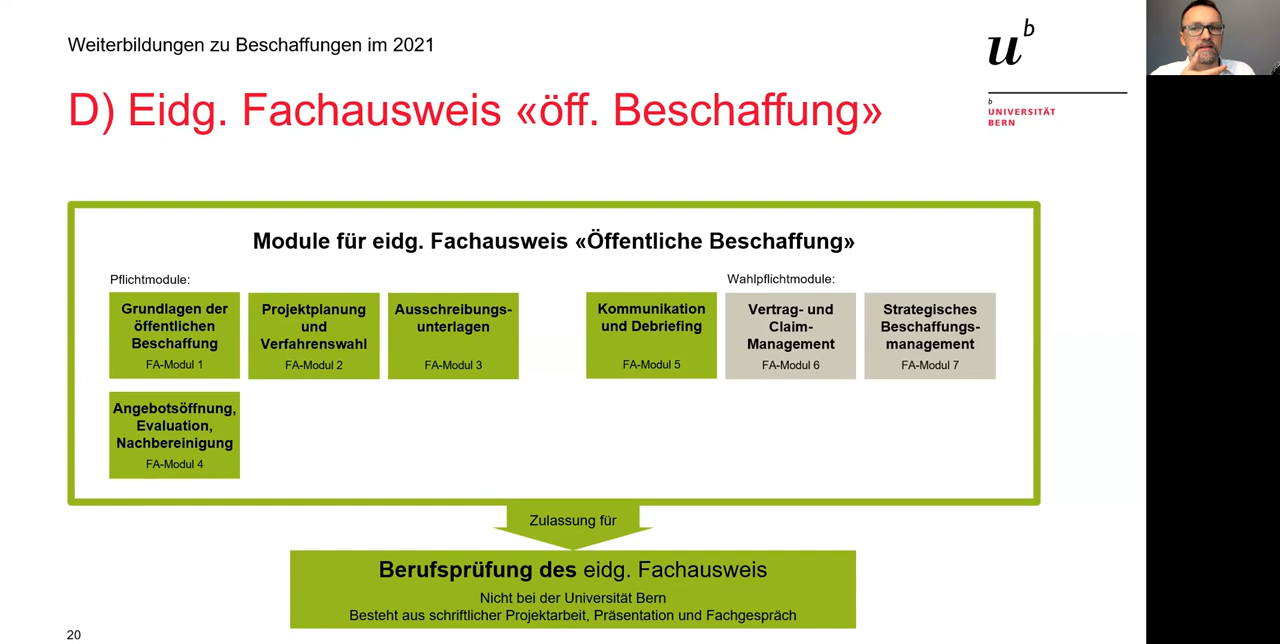 Weiterbildungen zu Beschaffungen im 2021
D) Eidg. Fachausweis «öff. Beschaffung»
u
b
b
UNIVERSITÄT
BERN
Module für eidg. Fachausweis «Öffentliche Beschaffung»
Pflichtmodule:
Grundlagen der
öffentlichen
Beschaffung
FA-Modul 1
Projektplanung
und
Verfahrenswahl
FA-Modul 2
Ausschreibungs-
unterlagen
FA-Modul 3
Kommunikation
und Debriefing
FA-Modul 5
Wahlpflichtmodule:
Vertrag- und
Claim-
Management
FA-Modul 6
Strategisches
Beschaffungs-
management
FA-Modul 7
Angebotsöffnung,
Evaluation,
Nachbereinigung
FA-Modul 4
Zulassung für
Berufsprüfung des eidg. Fachausweis
Nicht bei der Universität Bern
Besteht aus schriftlicher Projektarbeit, Präsentation und Fachgespräch
20